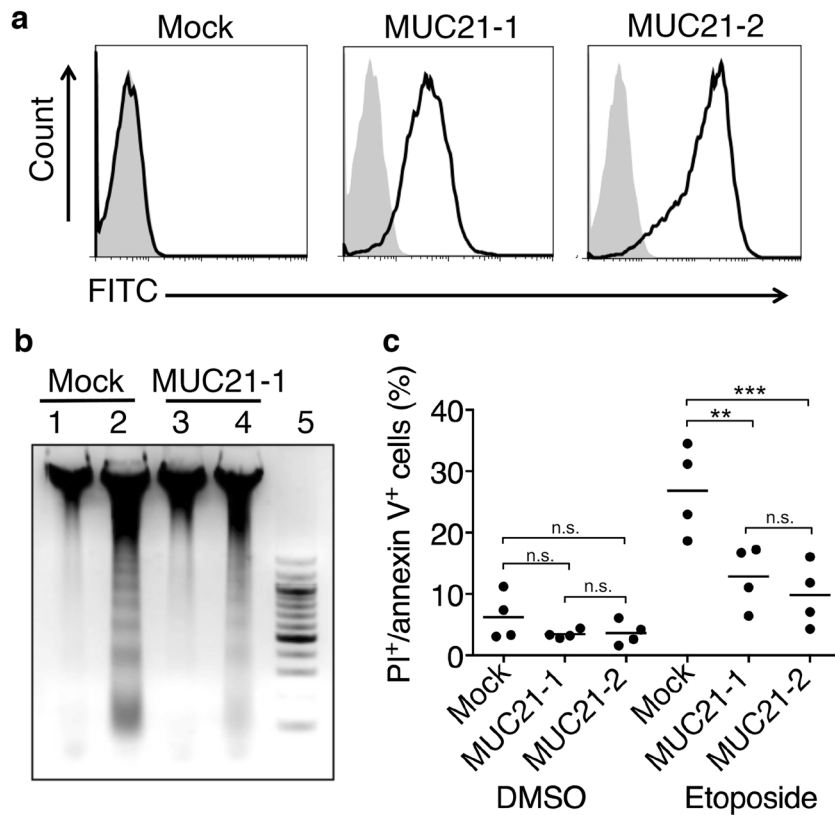 a
Mock MUC21-1 MUC21-2
Count
FITC
b
Mock MUC21-1
1 2 3 4 5
c
PI+/annexin V+ cells (%)
40
30
20
10
0
***
**
n.s.
n.s.
n.s.
n.s.
Mock MUC21-1 MUC21-2 Mock MUC21-1 MUC21-2
DMSO Etoposide